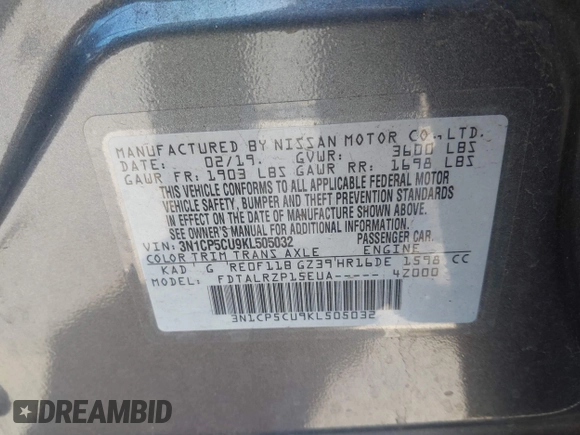 MANUFACTURED BY NISSAN MOTOR CO., LTD.
DATE: 02/19. GVWR: 3600 LBS
GAWR FR: 1903 LBS GAWR RR: 1698 LBS
THIS VEHICLE CONFORMS TO ALL APPLICABLE FEDERAL MOTOR
VEHICLE SAFETY, BUMPER AND THEFT PREVENTION STANDARDS
IN EFFECT ON THE DATE OF MANUFACTURE SHOWN ABOVE.
SEE OWNER'S MANUAL FOR ADDITIONAL INFORMATION.
VIN: 3N1CP5CU9KL505032 PASSENGER CAR.
COLOR TRIM TRANS AXLE ENGINE
KAD G RE0F11B GZ39 HR16DE 1598 CC
MODEL: FDTALRZP15EUA----- 4Z000
3N1CP5CU9KL505032
DREAMBID